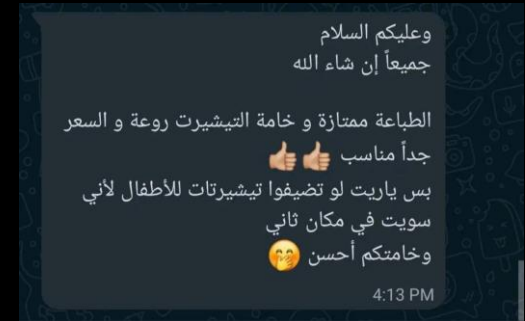 وعليكم السلام
جميعاً إن شاء الله
الطباعة ممتازة و خامة التيشيرت روعة و السعر
جداً مناسب 👍🏼 👍🏼
بس ياريت لو تضيفوا تيشيرتات للأطفال لأني
سويت في مكان ثاني
وخامتكم أحسن 🤭
4:13 PM